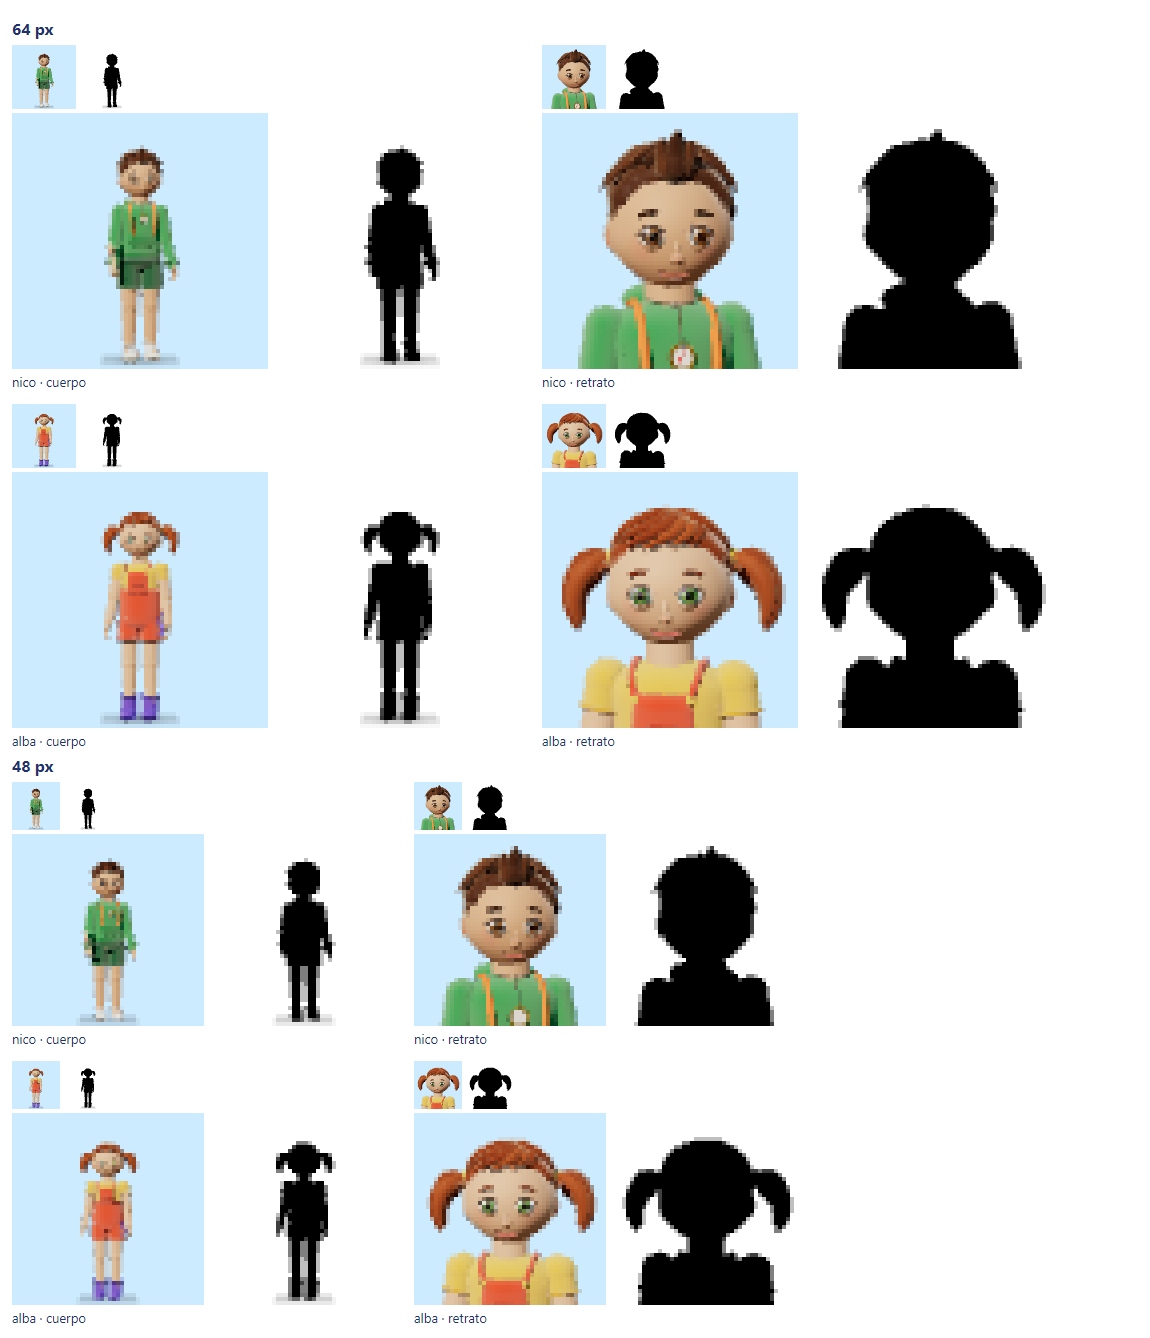 64 px
nico · cuerpo
nico · retrato
alba · cuerpo
alba · retrato
48 px
nico · cuerpo
nico · retrato
alba · cuerpo
alba · retrato